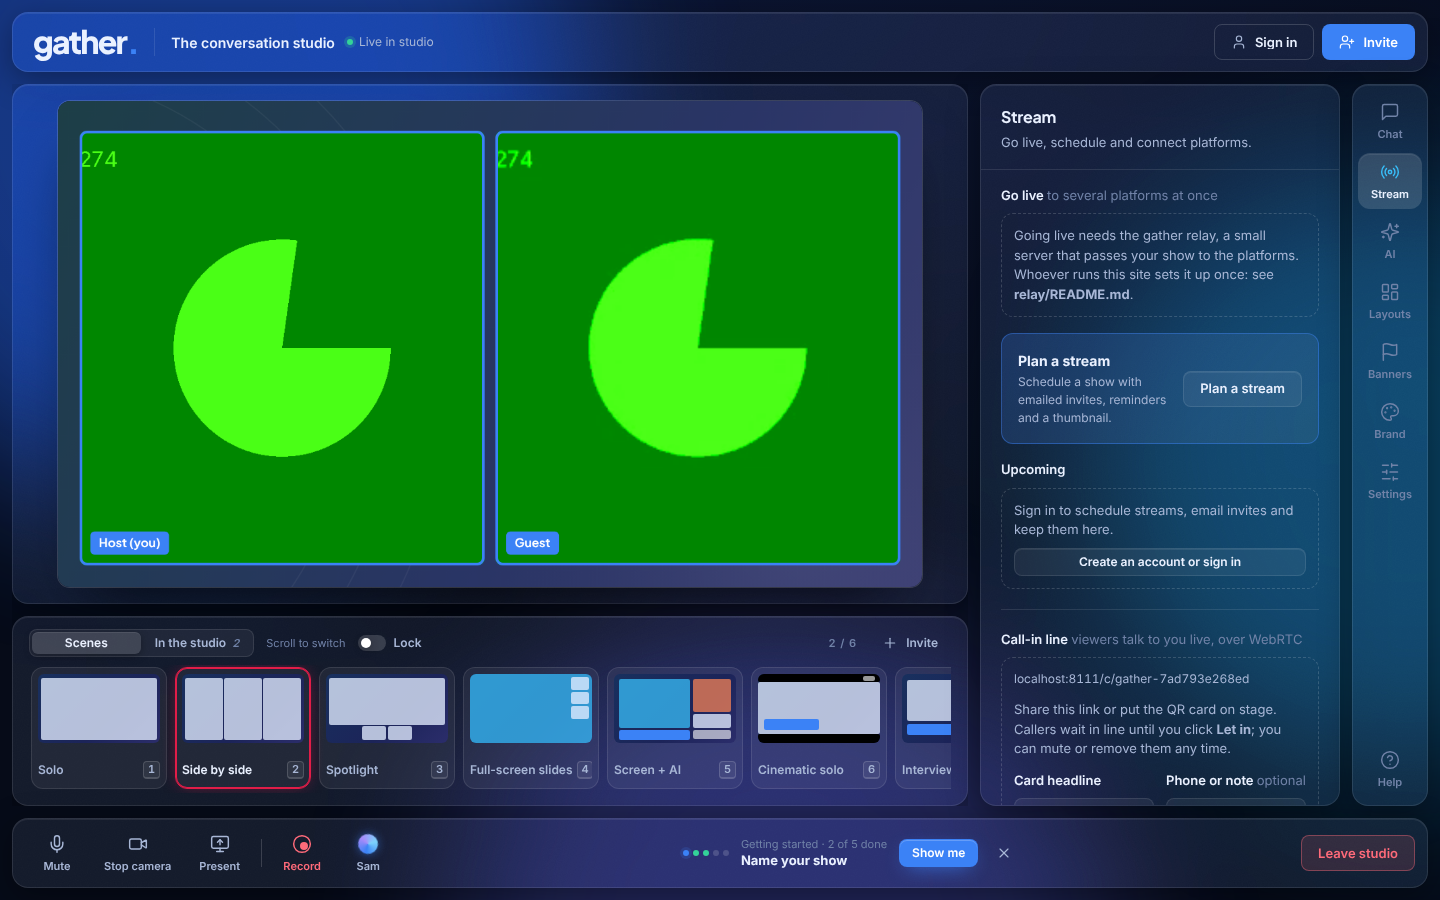 gather.
The conversation studio
Live in studio
Sign in
Invite
274
274
Host (you)
Guest
Scenes
In the studio 2
Scroll to switch
Lock
2 / 6
Invite
Solo 1
Side by side 2
Spotlight 3
Full-screen slides 4
Screen + AI 5
Cinematic solo 6
Interview
Stream
Go live, schedule and connect platforms.
Go live to several platforms at once
Going live needs the gather relay, a small
server that passes your show to the platforms.
Whoever runs this site sets it up once: see
relay/README.md.
Plan a stream
Schedule a show with
emailed invites, reminders
and a thumbnail.
Plan a stream
Upcoming
Sign in to schedule streams, email invites and
keep them here.
Create an account or sign in
Call-in line viewers talk to you live, over WebRTC
localhost:8111/c/gather-7ad793e268ed
Share this link or put the QR card on stage.
Callers wait in line until you click Let in; you
can mute or remove them any time.
Card headline
Phone or note optional
Chat
Stream
AI
Layouts
Banners
Brand
Settings
Help
Mute
Stop camera
Present
Record
Sam
Getting started · 2 of 5 done
Name your show
Show me
Leave studio